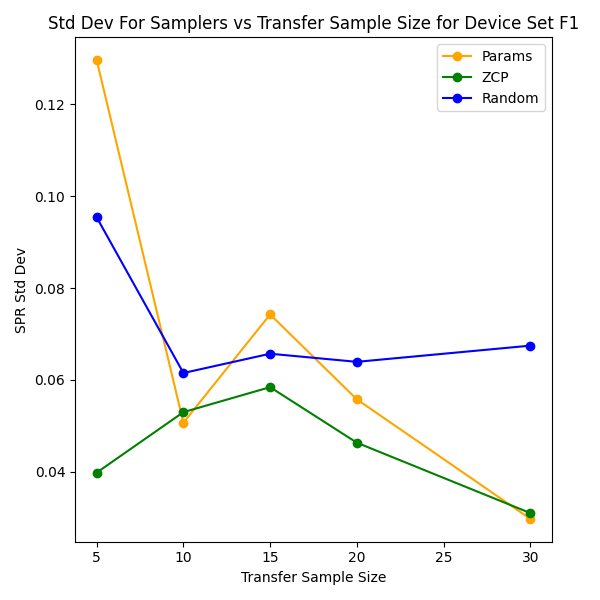 Std Dev For Samplers vs Transfer Sample Size for Device Set F1
Params
ZCP
Random
0.12
0.10
0.08
0.06
0.04
SPR Std Dev
5
10
15
20
25
30
Transfer Sample Size